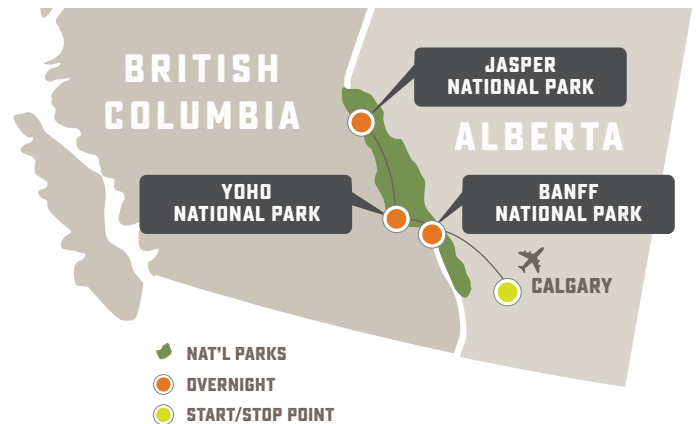 BRITISH
COLUMBIA
JASPER
NATIONAL PARK
ALBERTA
YOHO
NATIONAL PARK
BANFF
NATIONAL PARK
CALGARY
NAT'L PARKS
OVERNIGHT
START/STOP POINT